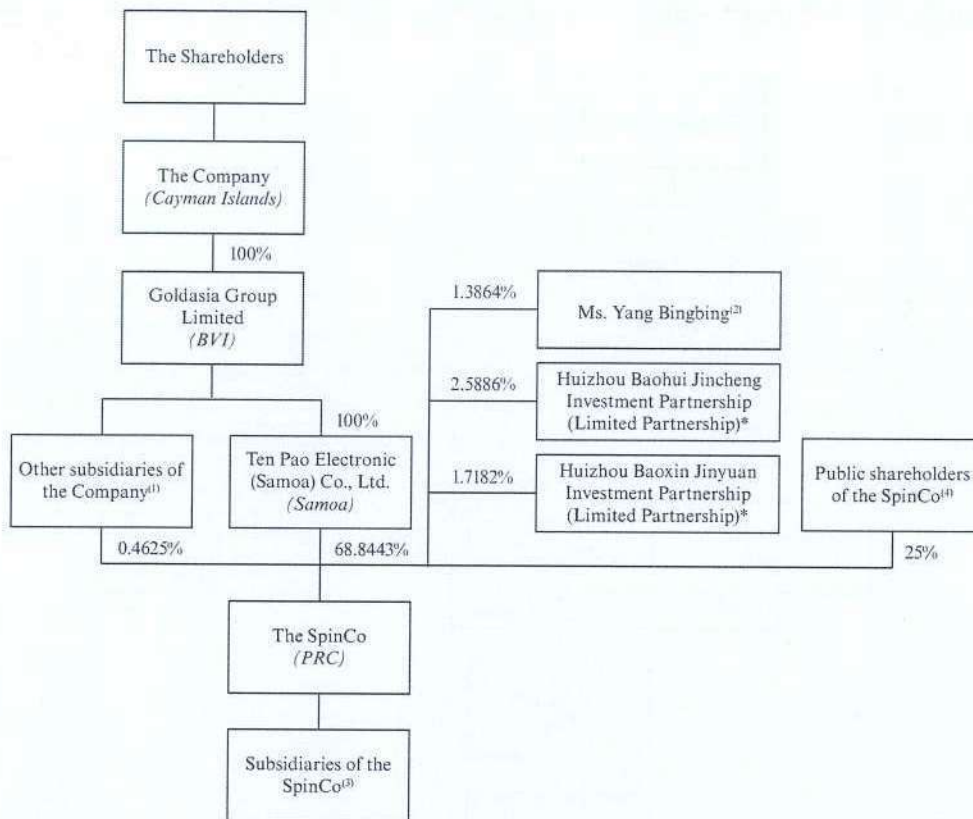 The Shareholders
The Company
(Cayman Islands)
100%
Goldasia Group
Limited
(BVI)
1.3864%
Ms. Yang Bingbing(2)
2.5886%
Huizhou Baohui Jincheng
Investment Partnership
(Limited Partnership)*
100%
Other subsidiaries of
the Company(1)
Ten Pao Electronic
(Samoa) Co., Ltd.
(Samoa)
1.7182%
Huizhou Baoxin Jinyuan
Investment Partnership
(Limited Partnership)*
Public shareholders
of the SpinCo(4)
0.4625%
68.8443%
25%
The SpinCo
(PRC)
Subsidiaries of the
SpinCo(3)